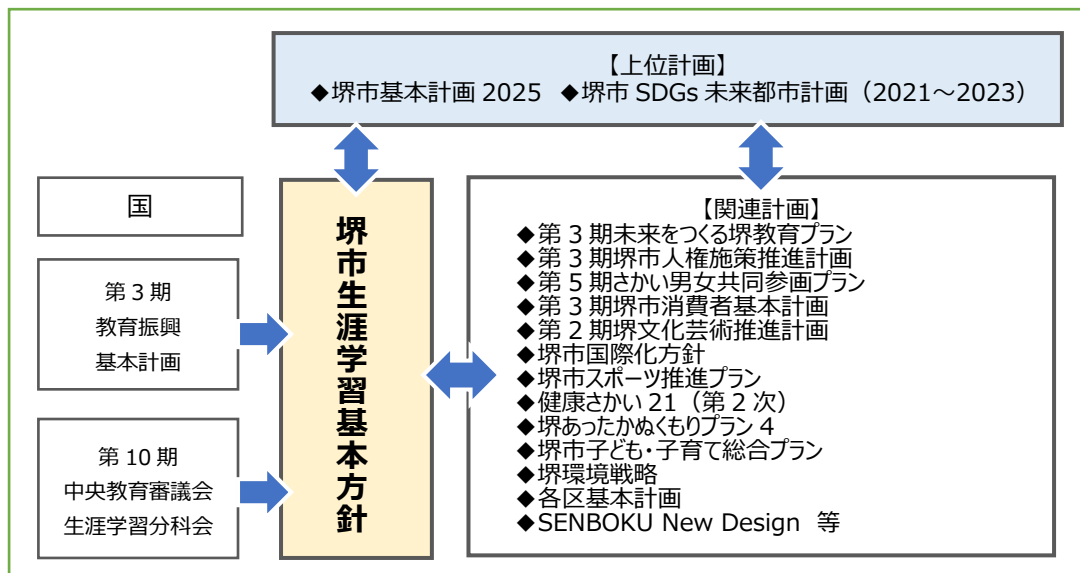 【上位計画】
◆堺市基本計画 2025 ◆堺市 SDGs 未来都市計画（2021～2023）
国
第３期
教育振興
基本計画
第 10 期
中央教育審議会
生涯学習分科会
堺市生涯学習基本方針
【関連計画】
◆第３期未来をつくる堺教育プラン
◆第３期堺市人権施策推進計画
◆第５期さかい男女共同参画プラン
◆第３期堺市消費者基本計画
◆第２期堺文化芸術推進計画
◆堺市国際化方針
◆堺市スポーツ推進プラン
◆健康さかい 21（第２次）
◆堺あったかぬくもりプラン４
◆堺市子ども・子育て総合プラン
◆堺環境戦略
◆各区基本計画
◆SENBOKU New Design 等